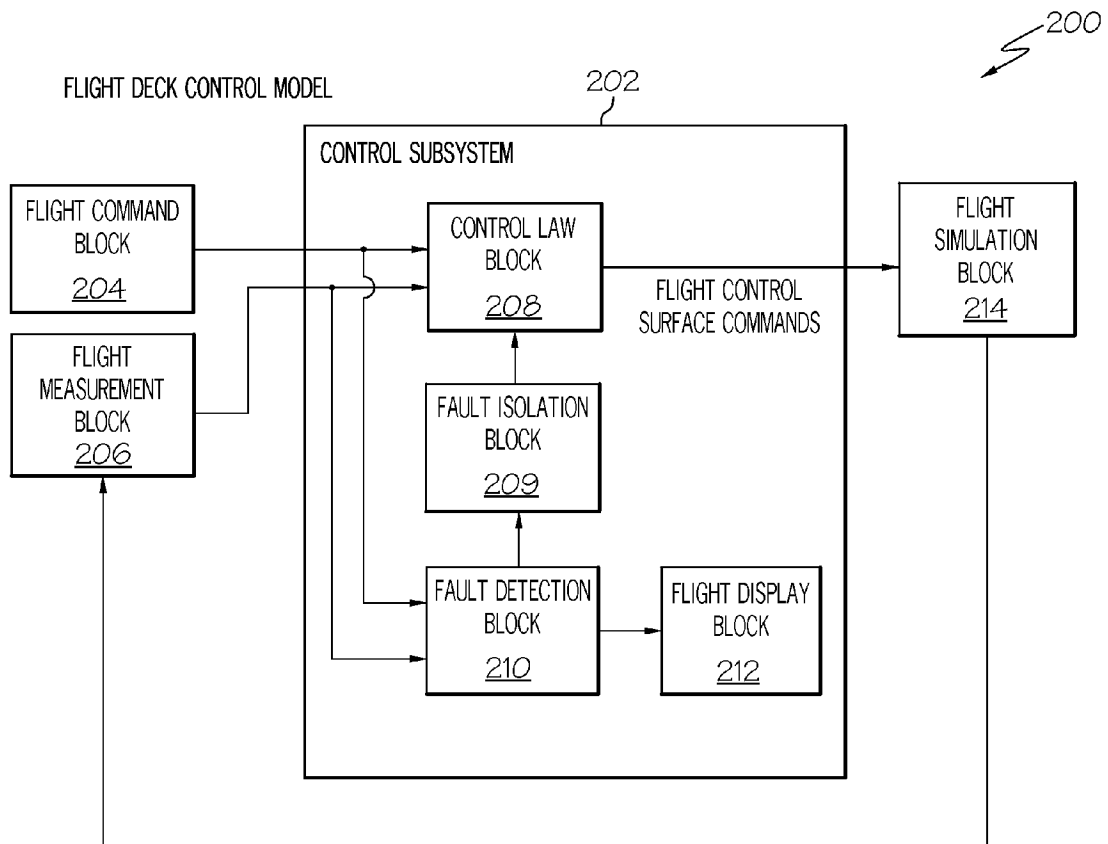 200
FLIGHT DECK CONTROL MODEL
202
CONTROL SUBSYSTEM
FLIGHT COMMAND
BLOCK
204
FLIGHT
MEASUREMENT
BLOCK
206
CONTROL LAW
BLOCK
208
FLIGHT CONTROL
SURFACE COMMANDS
FLIGHT
SIMULATION
BLOCK
214
FAULT ISOLATION
BLOCK
209
FAULT DETECTION
BLOCK
210
FLIGHT DISPLAY
BLOCK
212